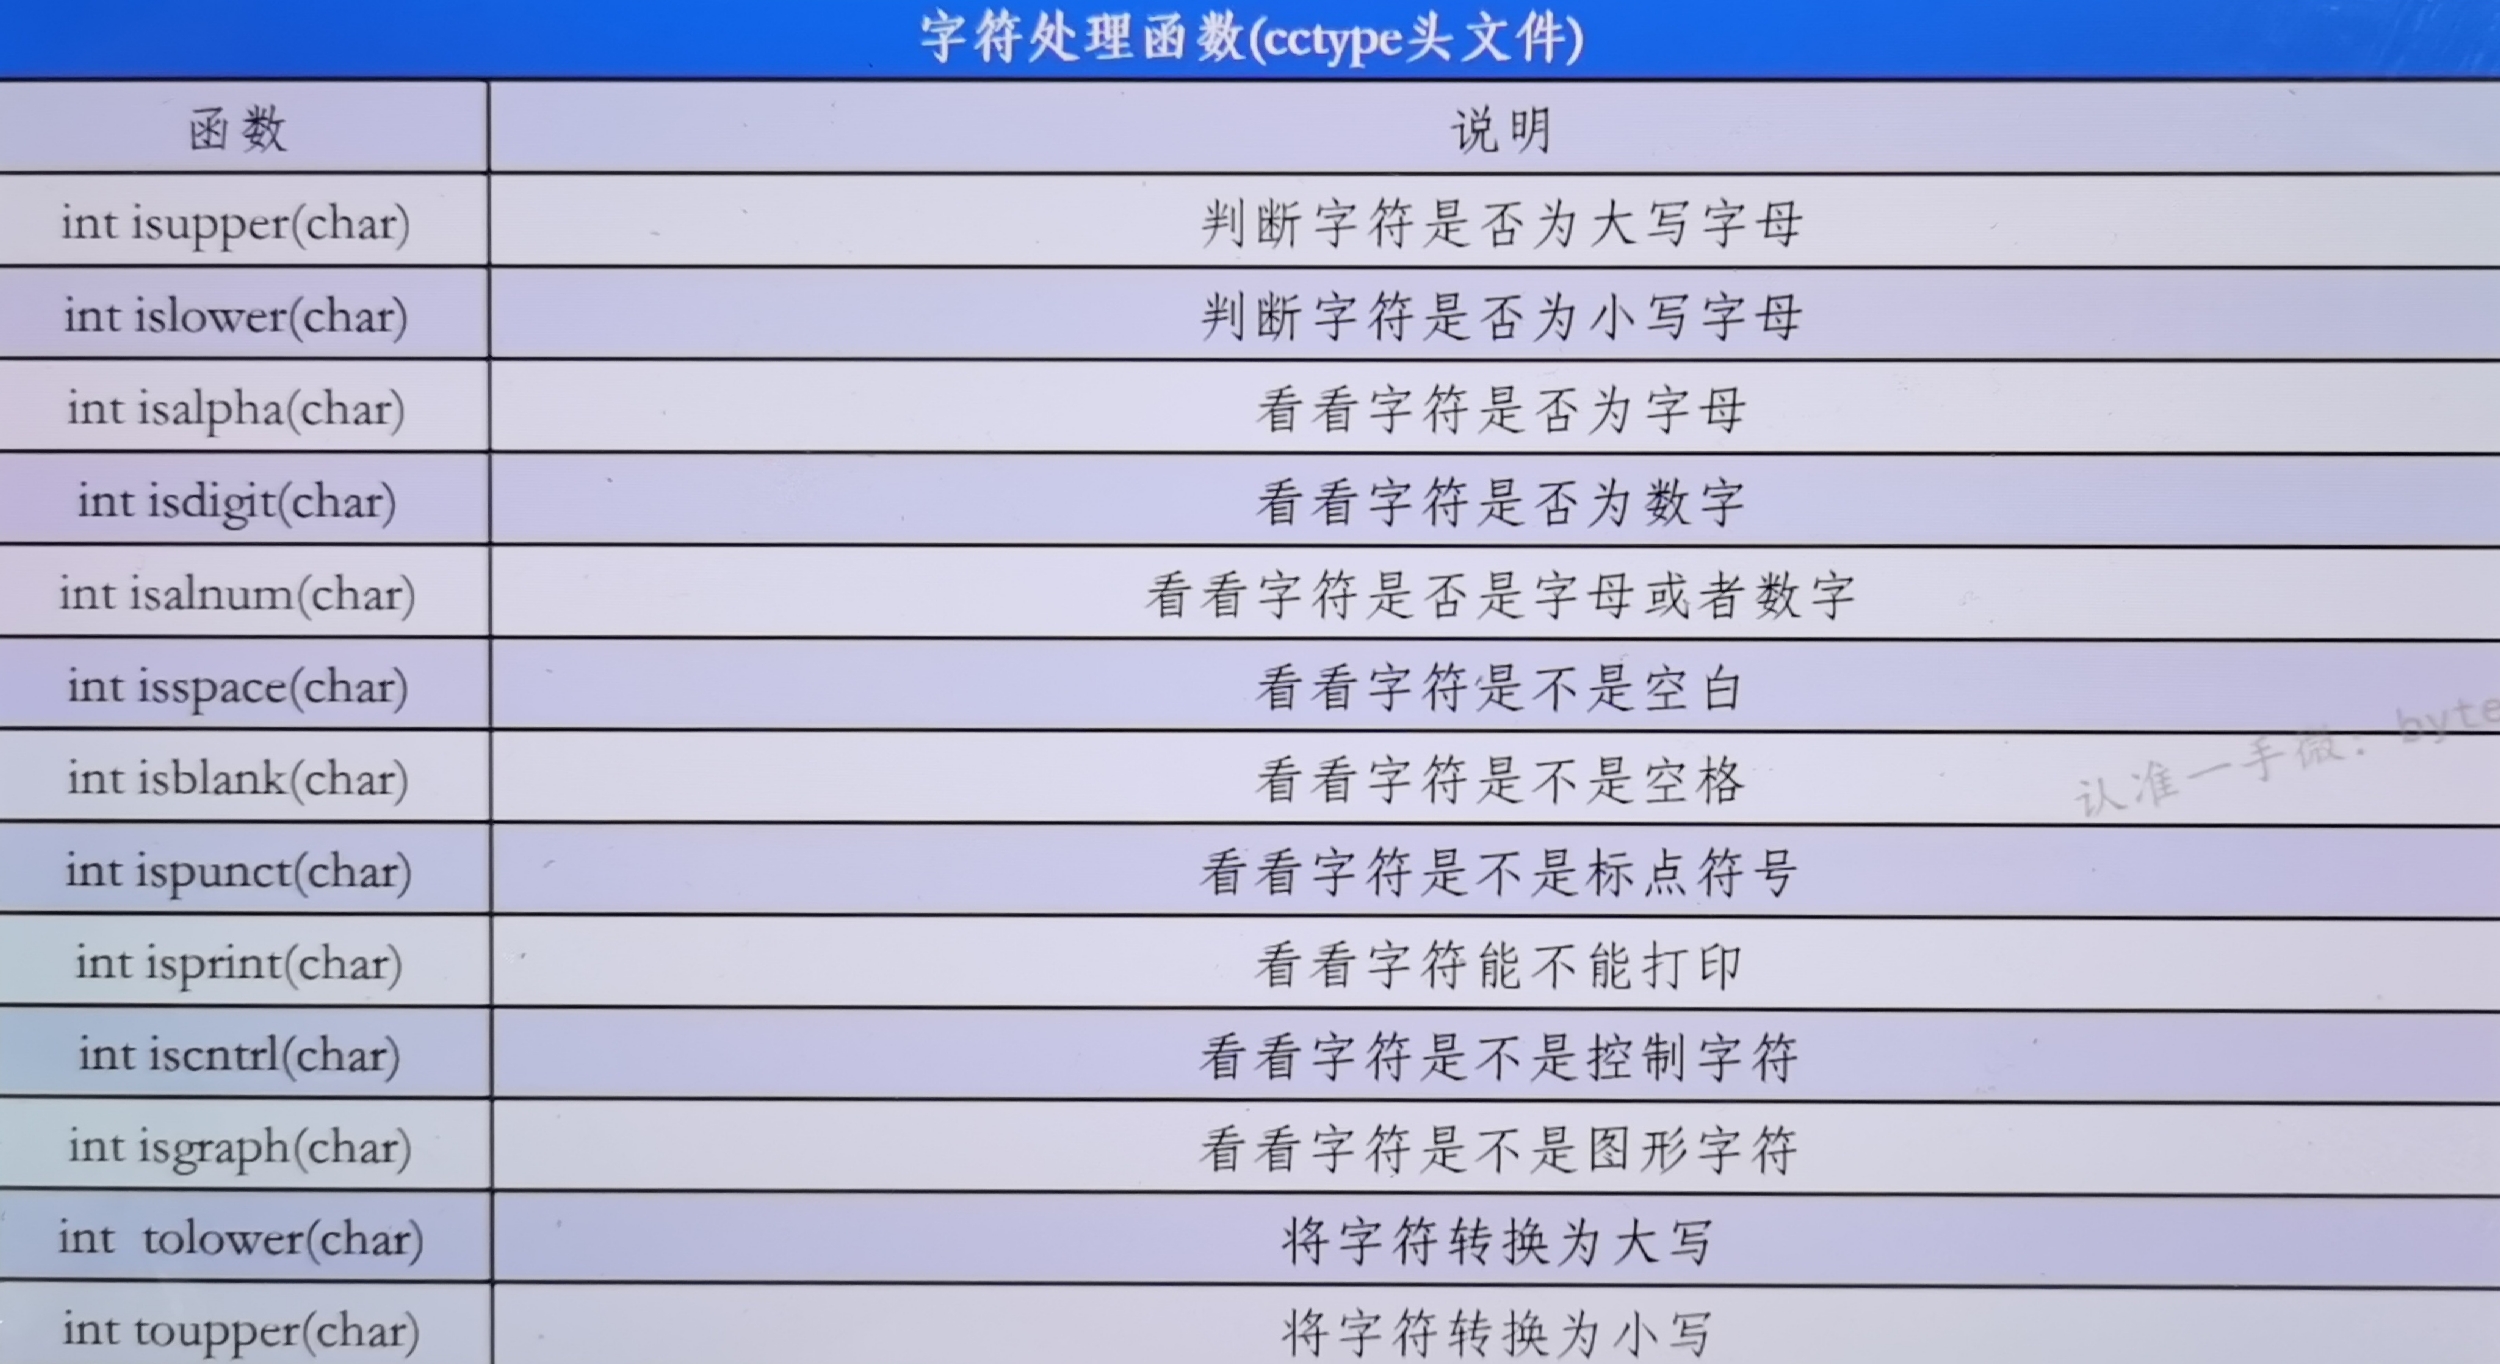 字符处理函数(cctype头文件)
函数 说明
int isupper(char) 判断字符是否为大写字母
int islower(char) 判断字符是否为小写字母
int isalpha(char) 看看字符是否为字母
int isdigit(char) 看看字符是否为数字
int isalnum(char) 看看字符是否是字母或者数字
int isspace(char) 看看字符是不是空白
int isblank(char) 看看字符是不是空格
认准一手微：byte
int ispunct(char) 看看字符是不是标点符号
int isprint(char) 看看字符能不能打印
int iscntrl(char) 看看字符是不是控制字符
int isgraph(char) 看看字符是不是图形字符
int tolower(char) 将字符转换为大写
int toupper(char) 将字符转换为小写